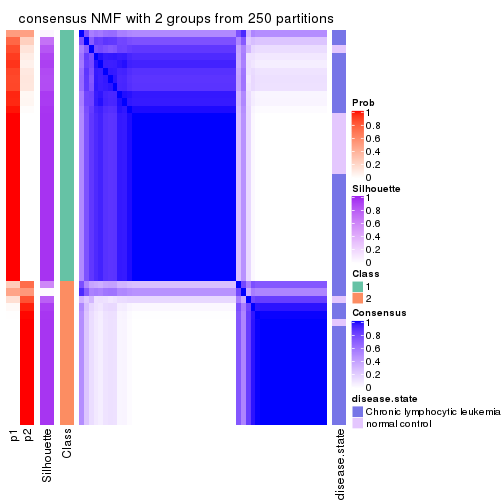 consensus NMF with 2 groups from 250 partitions
Prob
1
0.8
0.6
0.4
0.2
0
Silhouette
1
0.8
0.6
0.4
0.2
0
Class
1
2
Consensus
1
0.8
0.6
0.4
0.2
0
disease.state
Chronic lymphocytic leukemia
normal control
p1
p2
Silhouette
Class
disease.state